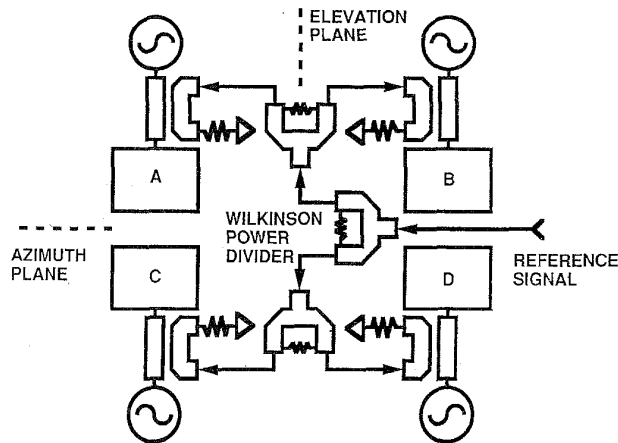 ELEVATION
PLANE
A
B
WILKINSON
POWER
DIVIDER
AZIMUTH
PLANE
REFERENCE
SIGNAL
C
D